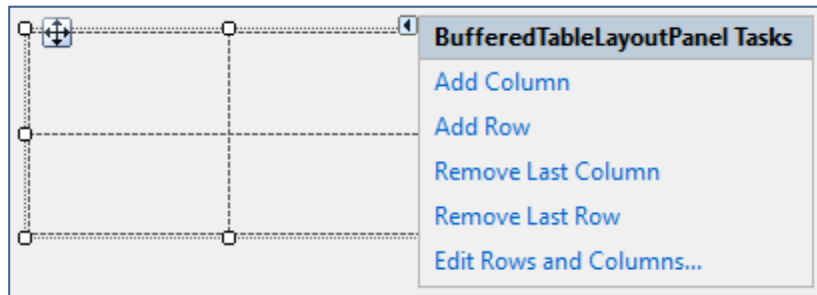 BufferedTableLayoutPanel Tasks
Add Column
Add Row
Remove Last Column
Remove Last Row
Edit Rows and Columns...